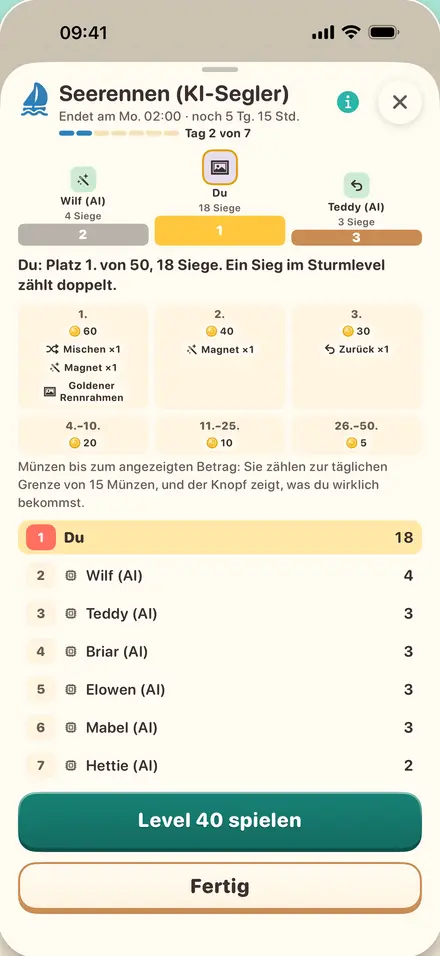 09:41
Seerennen (KI-Segler)
Endet am Mo. 02:00 · noch 5 Tg. 15 Std.
Tag 2 von 7
Wilf (AI)
4 Siege
2
Du
18 Siege
1
Teddy (AI)
3 Siege
3
Du: Platz 1. von 50, 18 Siege. Ein Sieg im Sturmlevel
zählt doppelt.
1.
60
Mischen ×1
Magnet ×1
Goldener
Rennrahmen
2.
40
Magnet ×1
3.
30
Zurück ×1
4.–10.
20
11.–25.
10
26.–50.
5
Münzen bis zum angezeigten Betrag: Sie zählen zur täglichen
Grenze von 15 Münzen, und der Knopf zeigt, was du wirklich
bekommst.
1 Du 18
2 Wilf (AI) 4
3 Teddy (AI) 3
4 Briar (AI) 3
5 Elowen (AI) 3
6 Mabel (AI) 3
7 Hettie (AI) 2
Level 40 spielen
Fertig